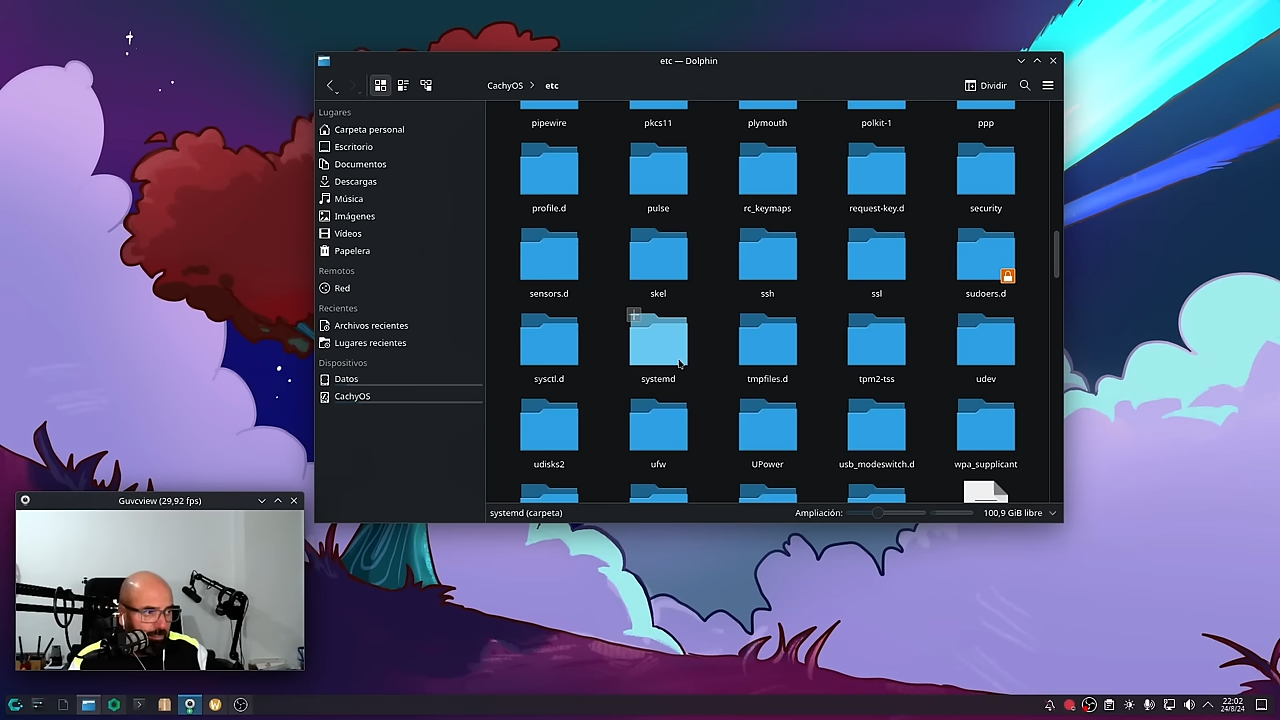 etc — Dolphin
CachyOS
etc
Dividir
Lugares
Carpeta personal
Escritorio
Documentos
Descargas
Música
Imágenes
Vídeos
Papelera
Remotos
Red
Recientes
Archivos recientes
Lugares recientes
Dispositivos
Datos
CachyOS
pipewire
pkcs11
plymouth
polkit-1
ppp
profile.d
pulse
rc_keymaps
request-key.d
security
sensors.d
skel
ssh
ssl
sudoers.d
sysctl.d
systemd
tmpfiles.d
tpm2-tss
udev
udisks2
ufw
UPower
usb_modeswitch.d
wpa_supplicant
systemd (carpeta)
Ampliación:
100,9 GiB libre
Guvcview (29,92 fps)
22:02
24/8/24